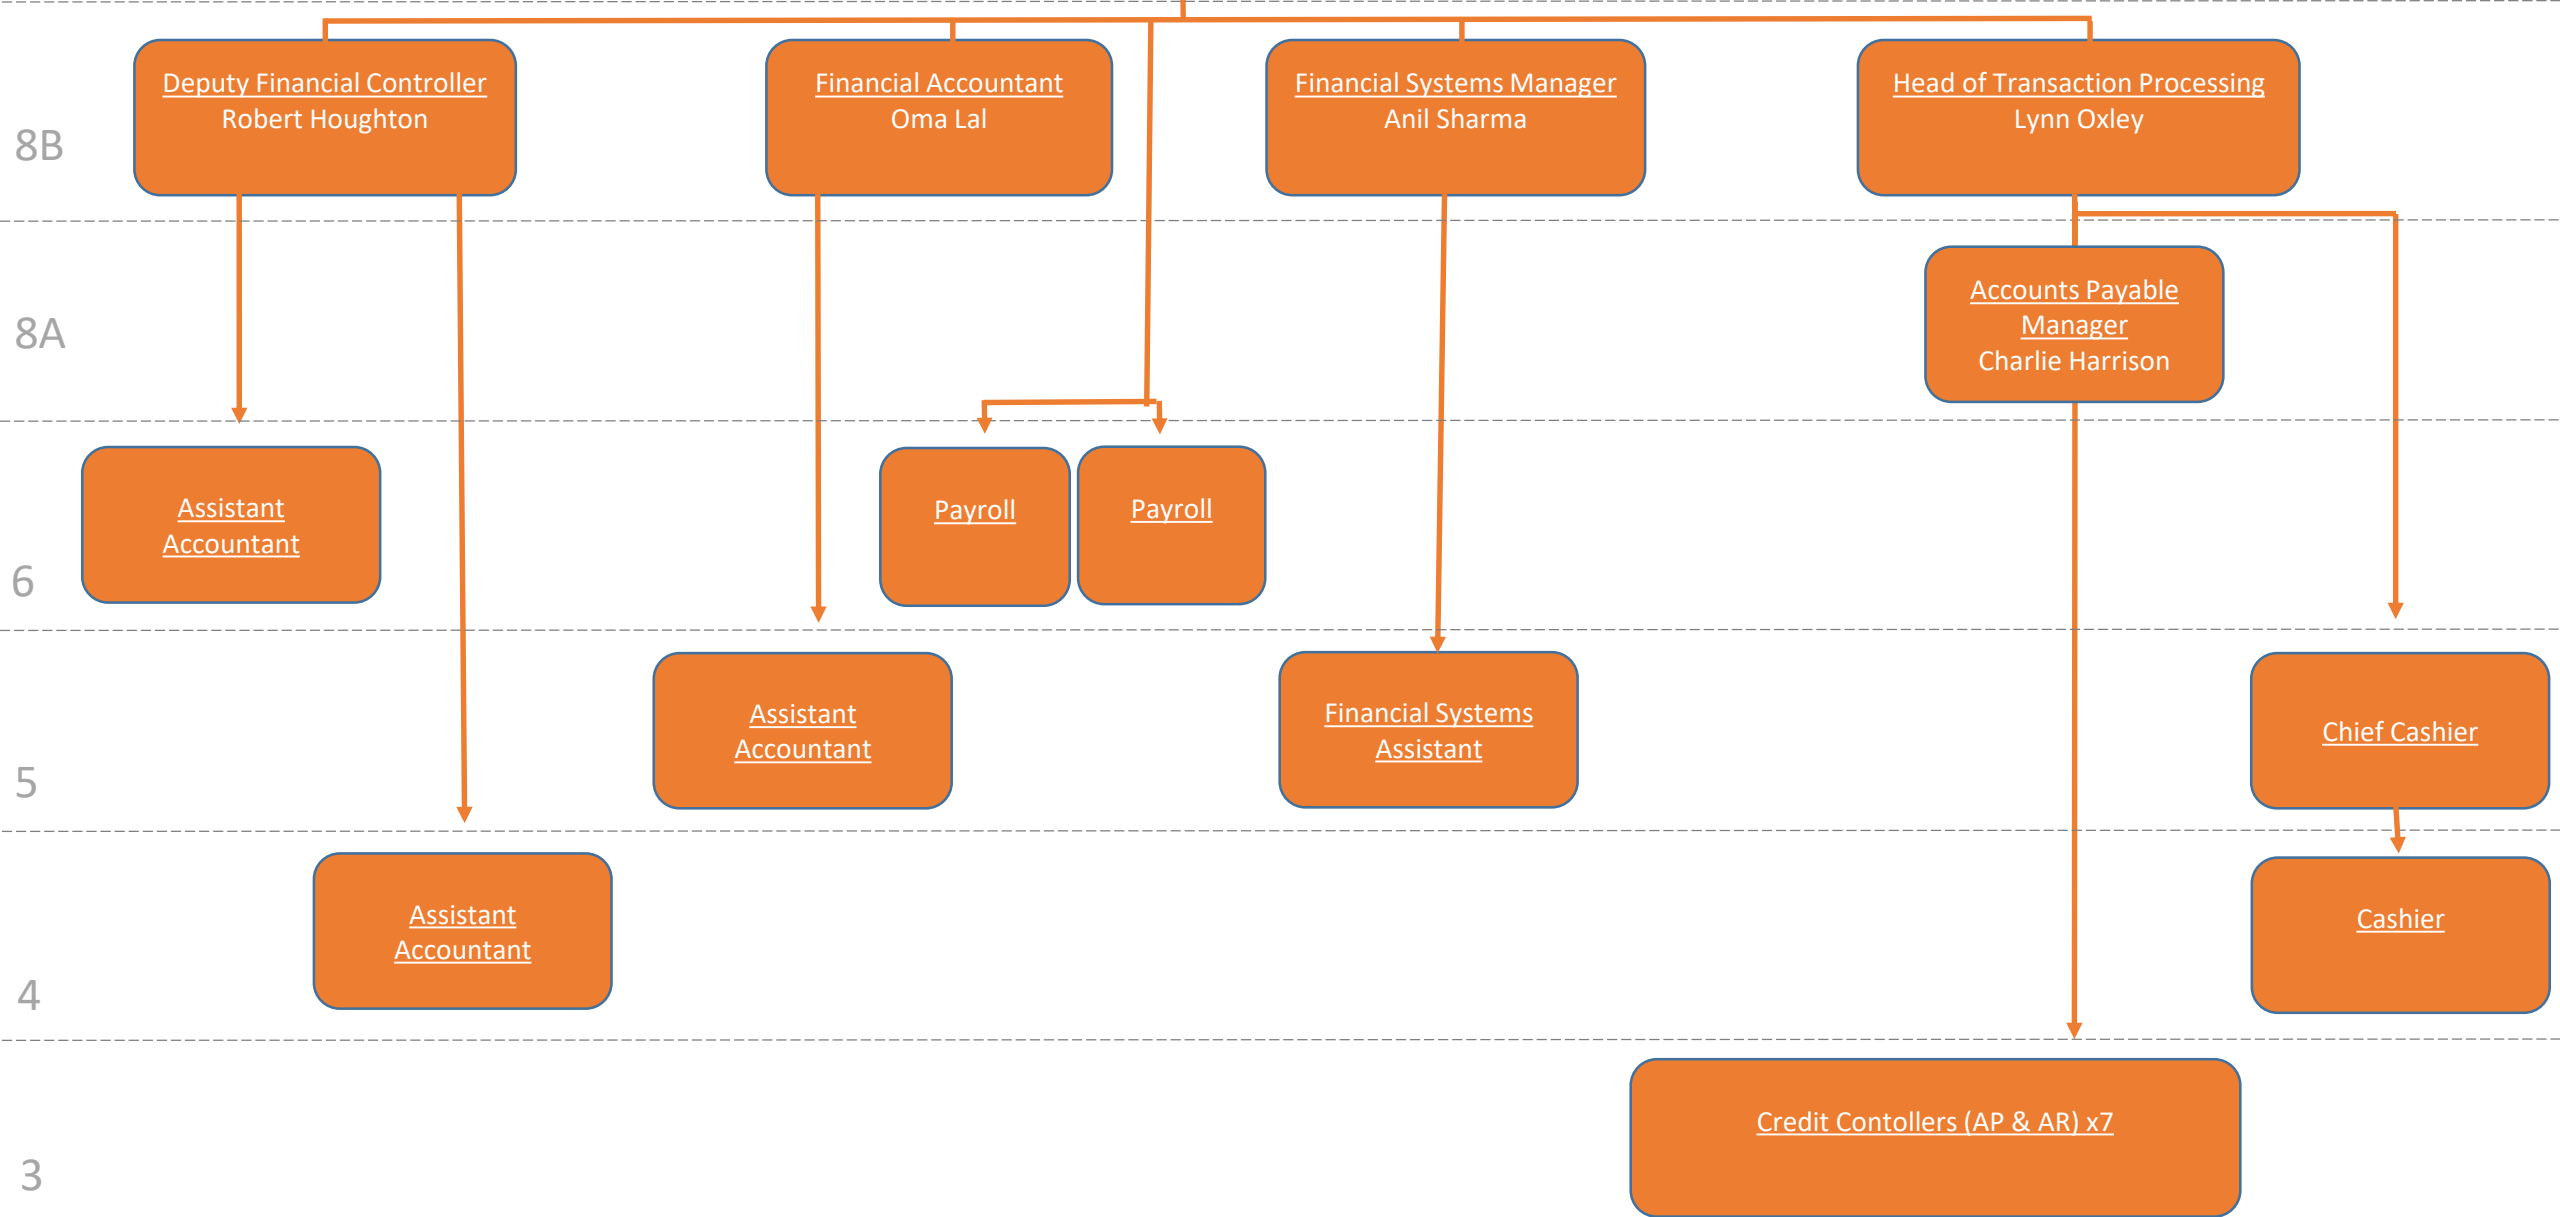 Deputy Financial Controller
Robert Houghton
Financial Accountant
Oma Lal
Financial Systems Manager
Anil Sharma
Head of Transaction Processing
Lynn Oxley
8B
Accounts Payable
Manager
Charlie Harrison
8A
Assistant
Accountant
Payroll
Payroll
6
Assistant
Accountant
Financial Systems
Assistant
Chief Cashier
5
Assistant
Accountant
Cashier
4
Credit Contollers (AP & AR) x7
3